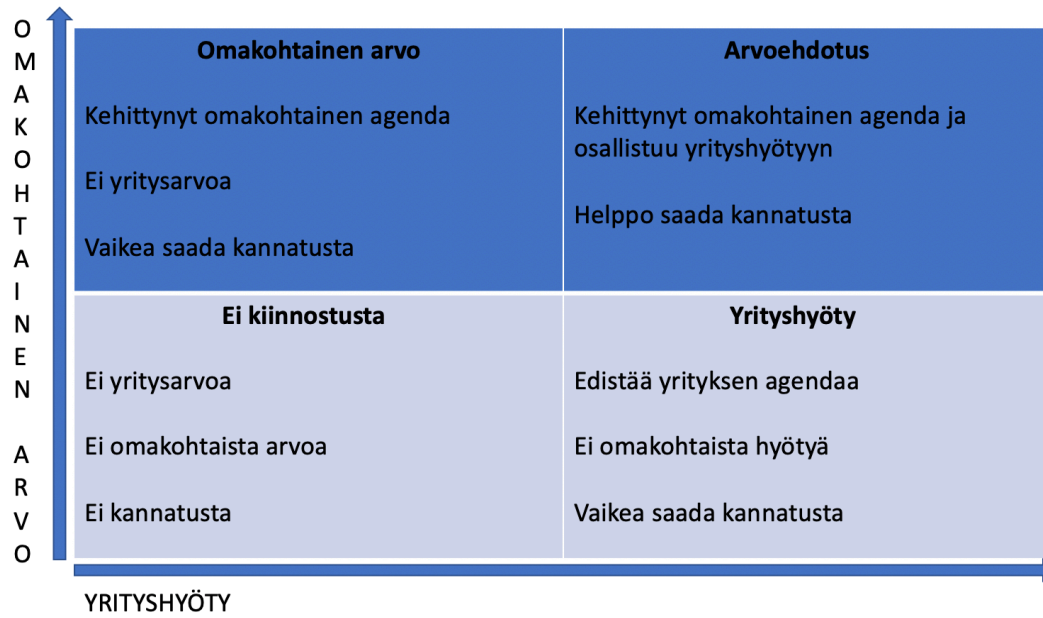 OMAKOHTAINEN ARVO
Omakohtainen arvo
Kehittynyt omakohtainen agenda
Ei yritysarvoa
Vaikea saada kannatusta
Arvoehdotus
Kehittynyt omakohtainen agenda ja
osallistuu yrityshyötyyn
Helppo saada kannatusta
Ei kiinnostusta
Ei yritysarvoa
Ei omakohtaista arvoa
Ei kannatusta
Yrityshyöty
Edistää yrityksen agendaa
Ei omakohtaista hyötyä
Vaikea saada kannatusta
YRITYSHYÖTY